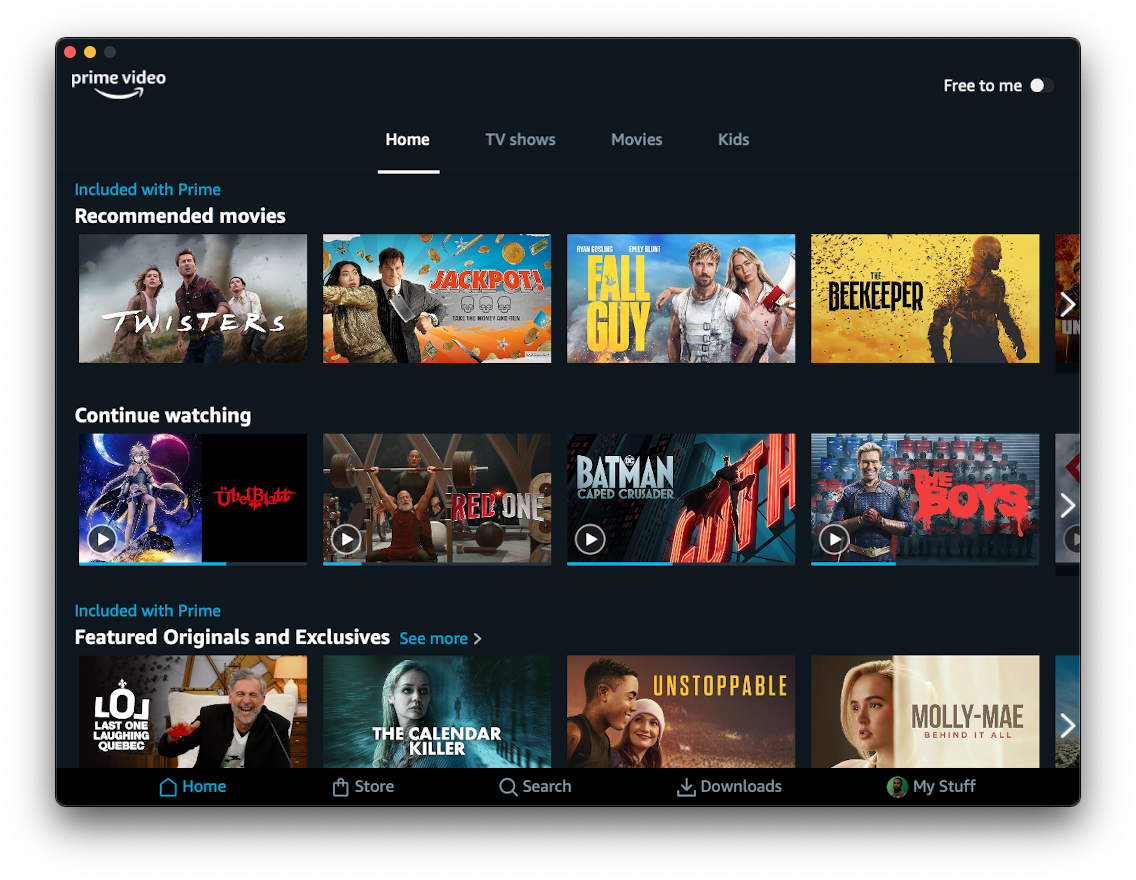 prime video
Free to me
Home
TV shows
Movies
Kids
Included with Prime
Recommended movies
TWISTERS
JACKPOT!
TAKE THE MONEY AND RUN
RYAN GOSLING EMILY BLUNT
FALL
GUY
THE
BEEKEEPER
UN
Continue watching
ÜbelBlatt
RED ONE
DC
BATMAN
CAPED CRUSADER
THE
BOYS
Included with Prime
Featured Originals and Exclusives
See more
LOL
LAST ONE
LAUGHING
QUEBEC
THE CALENDAR
KILLER
UNSTOPPABLE
MOLLY-MAE
BEHIND IT ALL
Home
Store
Search
Downloads
My Stuff